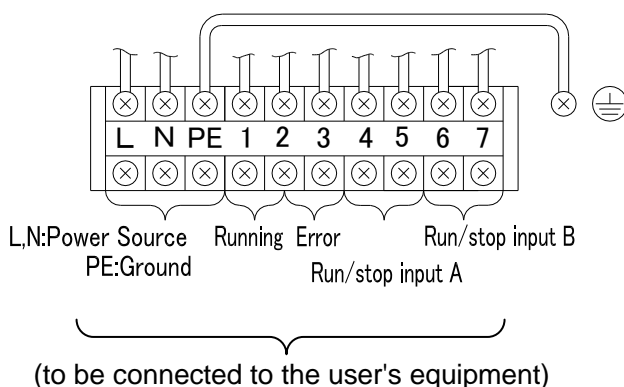 L N PE 1 2 3 4 5 6 7
L,N:Power Source Running Error Run/stop input B
PE:Ground Run/stop input A
(to be connected to the user's equipment)